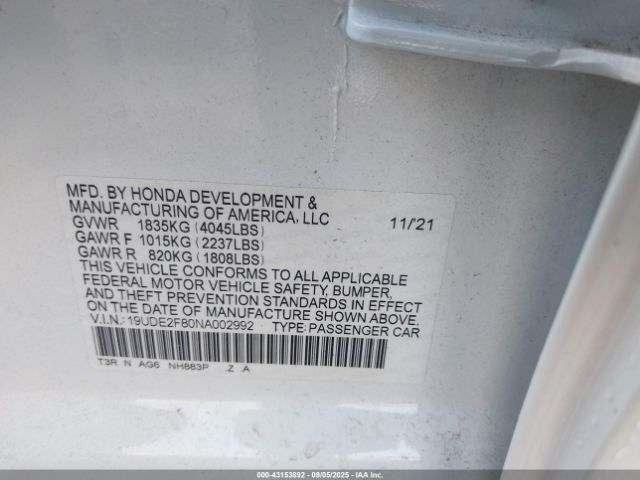 MFD. BY HONDA DEVELOPMENT &
MANUFACTURING OF AMERICA, LLC 11/'21
GVWR 1835KG (4045LBS)
GAWR F 1015KG (2237LBS)
GAWR R 820KG (1808LBS)
THIS VEHICLE CONFORMS TO ALL APPLICABLE
FEDERAL MOTOR VEHICLE SAFETY, BUMPER,
AND THEFT PREVENTION STANDARDS IN EFFECT
ON THE DATE OF MANUFACTURE SHOWN ABOVE.
V.I.N.: 19UDE2F80NA002992 TYPE: PASSENGER CAR
T3R N AG6 NH883P .Z .A
000-43153892 - 09/05/2025 - IAAI.COM